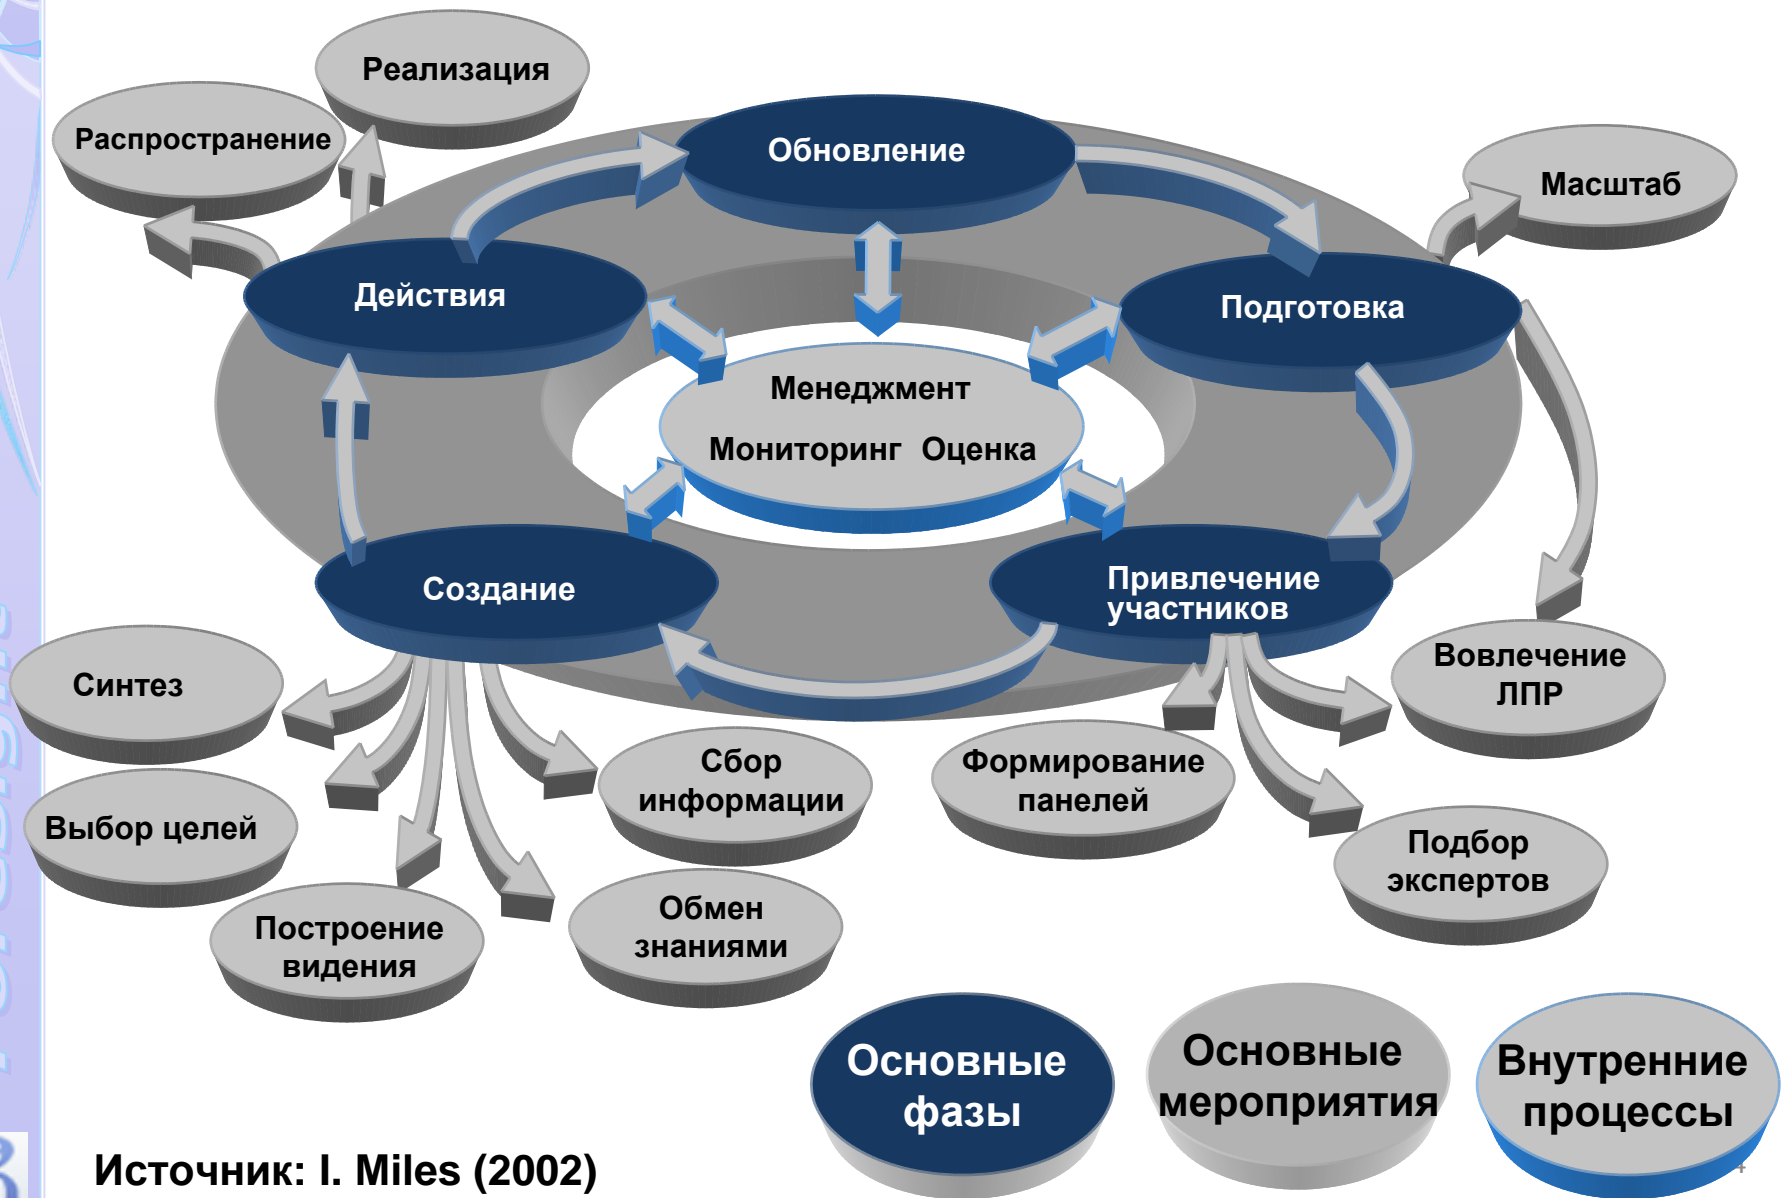 Реализация
Распространение
Обновление
Масштаб
Действия
Подготовка
Менеджмент
Мониторинг Оценка
Создание
Привлечение
участников
Синтез
Вовлечение
ЛПР
Сбор
информации
Формирование
панелей
Выбор целей
Подбор
экспертов
Построение
видения
Обмен
знаниями
Основные
фазы
Основные
мероприятия
Внутренние
процессы
Источник: I. Miles (2002)